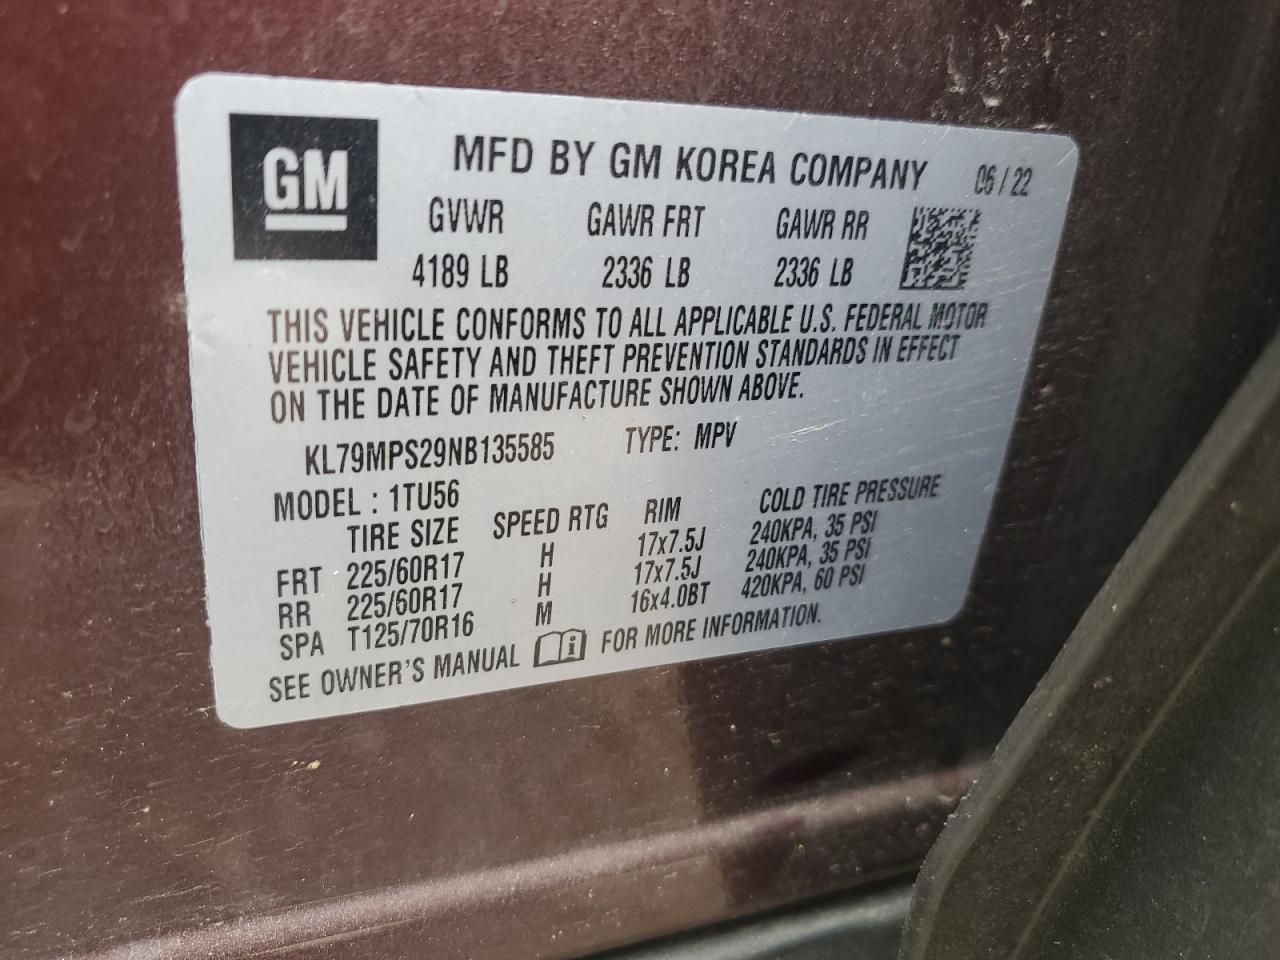 GM
MFD BY GM KOREA COMPANY 06/22
GVWR GAWR FRT GAWR RR
4189 LB 2336 LB 2336 LB
THIS VEHICLE CONFORMS TO ALL APPLICABLE U.S. FEDERAL MOTOR
VEHICLE SAFETY AND THEFT PREVENTION STANDARDS IN EFFECT
ON THE DATE OF MANUFACTURE SHOWN ABOVE.
KL79MPS29NB135585 TYPE: MPV
MODEL : 1TU56
TIRE SIZE SPEED RTG RIM COLD TIRE PRESSURE
FRT 225/60R17 H 17x7.5J 240KPA, 35 PSI
RR 225/60R17 H 17x7.5J 240KPA, 35 PSI
SPA T125/70R16 M 16x4.0BT 420KPA, 60 PSI
SEE OWNER'S MANUAL FOR MORE INFORMATION.